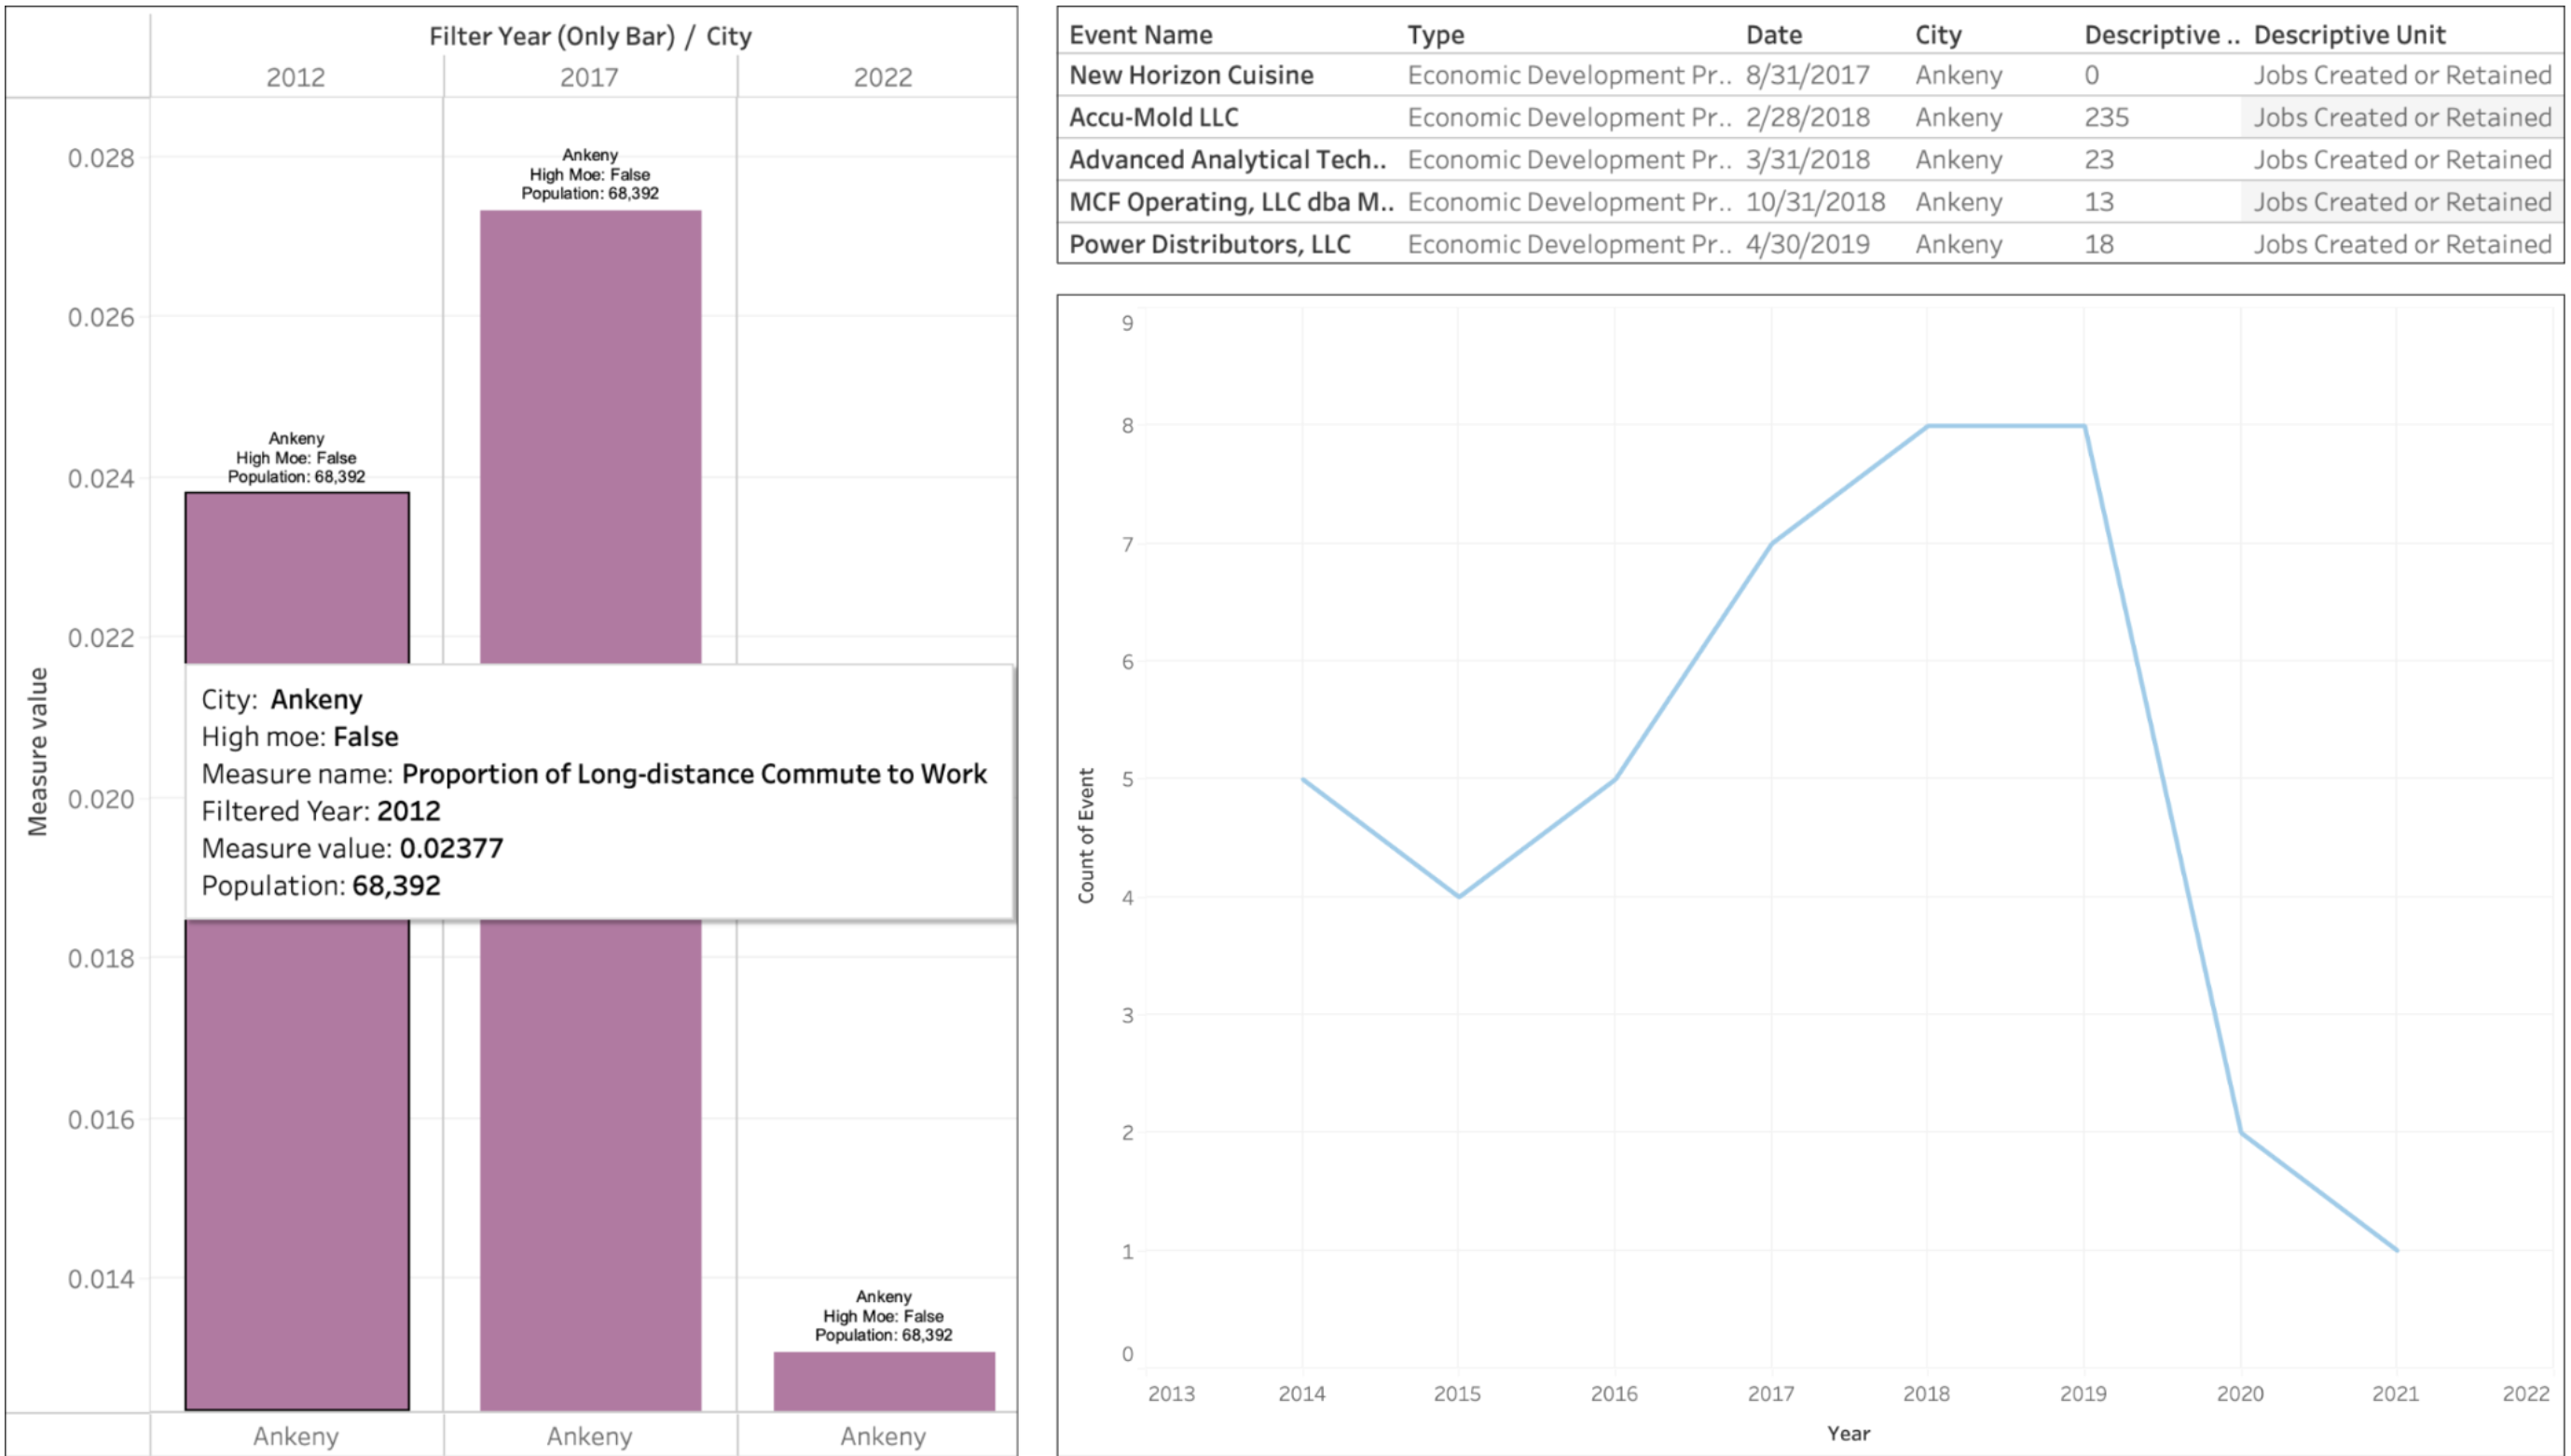 Filter Year (Only Bar) / City
2012 2017 2022
0.028
0.026
0.024
0.022
0.020
0.018
0.016
0.014
Measure value
Ankeny
High Moe: False
Population: 68,392
Ankeny
High Moe: False
Population: 68,392
City: Ankeny
High moe: False
Measure name: Proportion of Long-distance Commute to Work
Filtered Year: 2012
Measure value: 0.02377
Population: 68,392
Ankeny
High Moe: False
Population: 68,392
Ankeny Ankeny Ankeny
Event Name Type Date City Descriptive .. Descriptive Unit
New Horizon Cuisine Economic Development Pr.. 8/31/2017 Ankeny 0 Jobs Created or Retained
Accu-Mold LLC Economic Development Pr.. 2/28/2018 Ankeny 235 Jobs Created or Retained
Advanced Analytical Tech.. Economic Development Pr.. 3/31/2018 Ankeny 23 Jobs Created or Retained
MCF Operating, LLC dba M.. Economic Development Pr.. 10/31/2018 Ankeny 13 Jobs Created or Retained
Power Distributors, LLC Economic Development Pr.. 4/30/2019 Ankeny 18 Jobs Created or Retained
9
8
7
6
5
4
3
2
1
0
Count of Event
2013 2014 2015 2016 2017 2018 2019 2020 2021 2022
Year